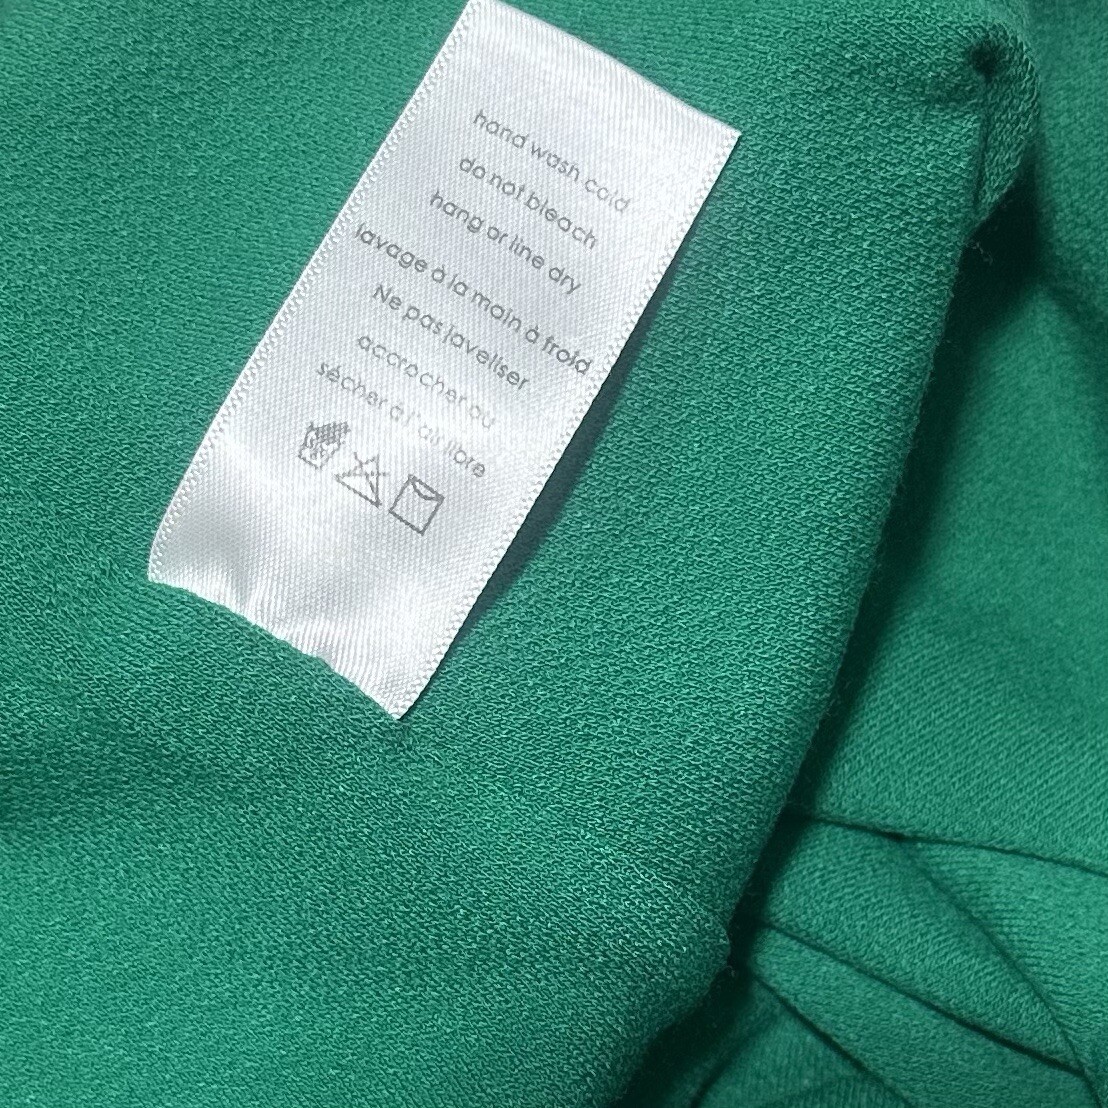 hand wash cold
do not bleach
hang or line dry
lavage à la main à froid
Ne pas javeliser
accrocher ou
sécher à l'air libre